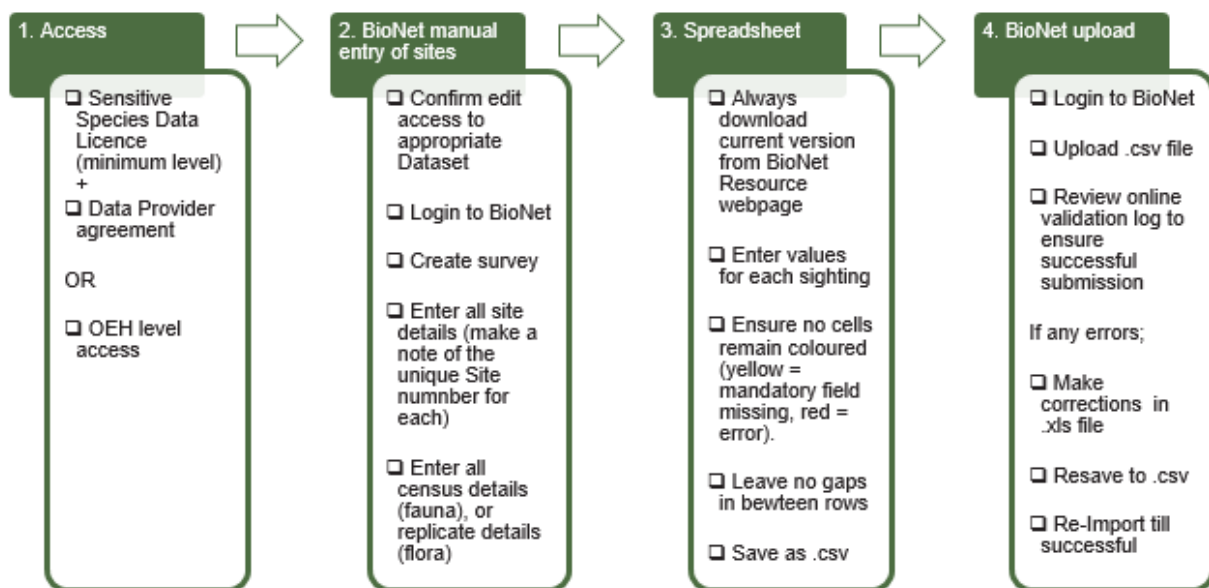 1. Access
❑ Sensitive
Species Data
Licence
(minimum level)
+
❑ Data Provider
agreement
OR
❑ OEH level
access
2. BioNet manual
entry of sites
❑ Confirm edit
access to
appropriate
Dataset
❑ Login to BioNet
❑ Create survey
❑ Enter all site
details (make a
note of the
unique Site
numnber for
each)
❑ Enter all
census details
(fauna), or
replicate details
(flora)
3. Spreadsheet
❑ Always
download
current version
from BioNet
Resource
webpage
❑ Enter values
for each sighting
❑ Ensure no cells
remain coloured
(yellow =
mandatory field
missing, red =
error).
❑ Leave no gaps
in bewteen rows
❑ Save as .csv
4. BioNet upload
❑ Login to BioNet
❑ Upload .csv file
❑ Review online
validation log to
ensure
successful
submission
If any errors;
❑ Make
corrections in
.xls file
❑ Resave to .csv
❑ Re-Import till
successful